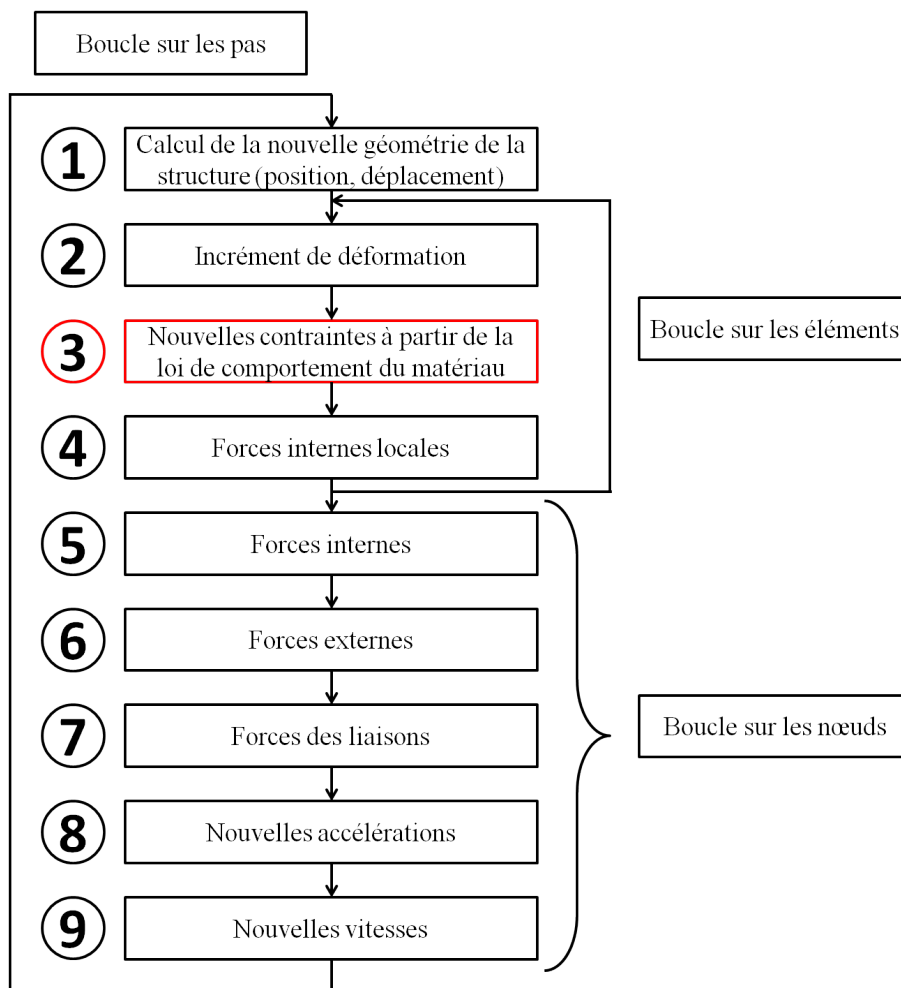 Boucle sur les pas
1
Calcul de la nouvelle géométrie de la
structure (position, déplacement)
2
Incrément de déformation
Boucle sur les éléments
3
Nouvelles contraintes à partir de la
loi de comportement du matériau
4
Forces internes locales
5
Forces internes
6
Forces externes
7
Forces des liaisons
Boucle sur les nœuds
8
Nouvelles accélérations
9
Nouvelles vitesses